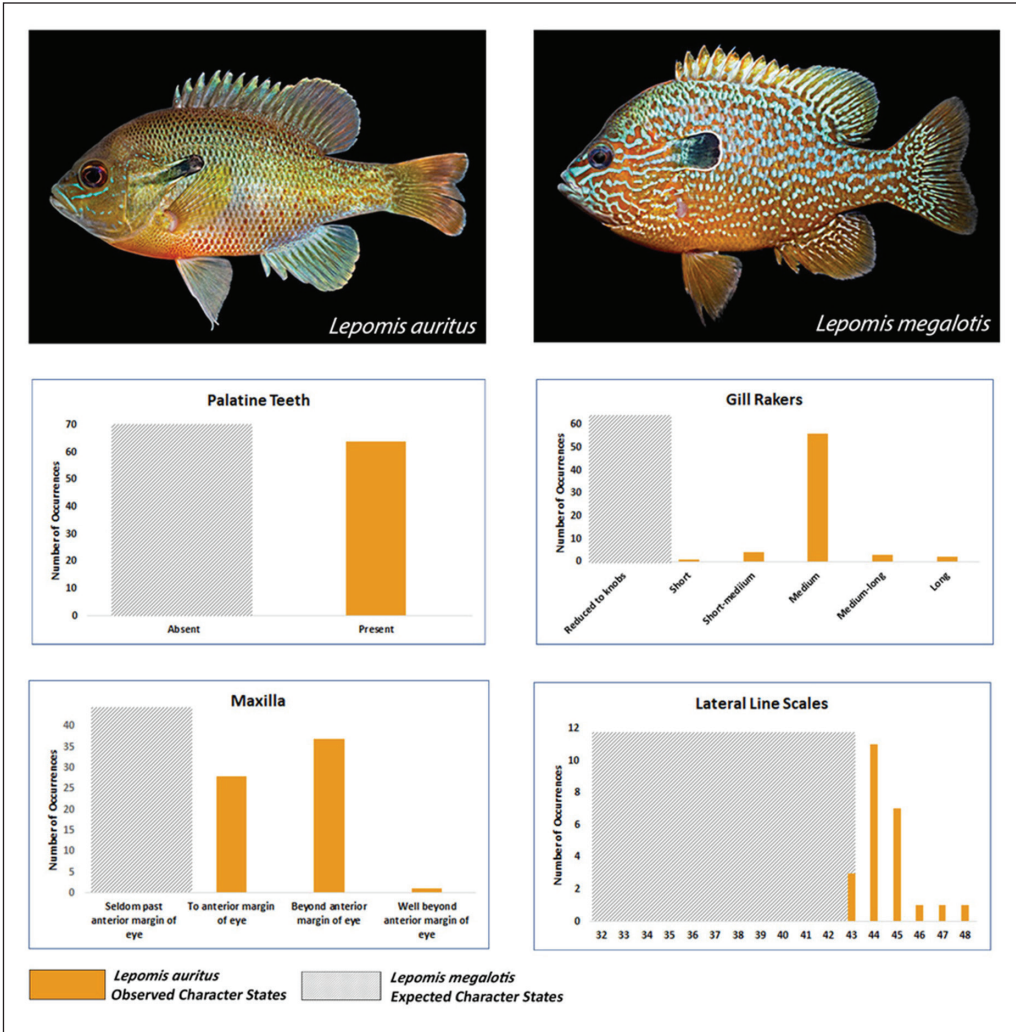 Lepomis auritus
Lepomis megalotis
Palatine Teeth
Number of Occurrences
70
60
50
40
30
20
10
0
Absent
Present
Gill Rakers
Number of Occurrences
60
50
40
30
20
10
0
Reduced to knobs
Short
Short-mediium
Medium
Medium-long
Long
Maxilla
Number of Occurrences
40
35
30
25
20
15
10
5
0
Seldom past
anterior margin of
eye
To anterior margin of
eye
Beyond anterior
margin of eye
Well beyond
anterior margin of
eye
Lateral Line Scales
Number of Occurrences
12
10
8
6
4
2
0
32 33 34 35 36 37 38 39 40 41 42 43 44 45 46 47 48
Lepomis auritus
Observed Character States
Lepomis megalotis
Expected Character States